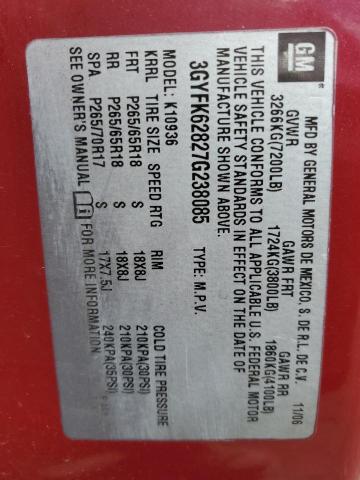 GM
MFD BY GENERAL MOTORS DE MEXICO, S. DE R.L. DE C.V. 11/06
GVWR GAWR FRT GAWR RR
3266KG(7200LB) 1724KG(3800LB) 1860KG(4100LB)
THIS VEHICLE CONFORMS TO ALL APPLICABLE U.S. FEDERAL MOTOR
VEHICLE SAFETY STANDARDS IN EFFECT ON THE DATE OF
MANUFACTURE SHOWN ABOVE.
3GYFK62827G238085 TYPE: M.P.V.
MODEL: K10936
KRRL TIRE SIZE SPEED RTG RIM COLD TIRE PRESSURE
FRT P265/65R18 S 18X8J 210KPA(30PSI)
RR P265/65R18 S 18X8J 210KPA(30PSI)
SPA P265/70R17 S 17X7.5J 240KPA(35PSI)
SEE OWNER'S MANUAL FOR MORE INFORMATION